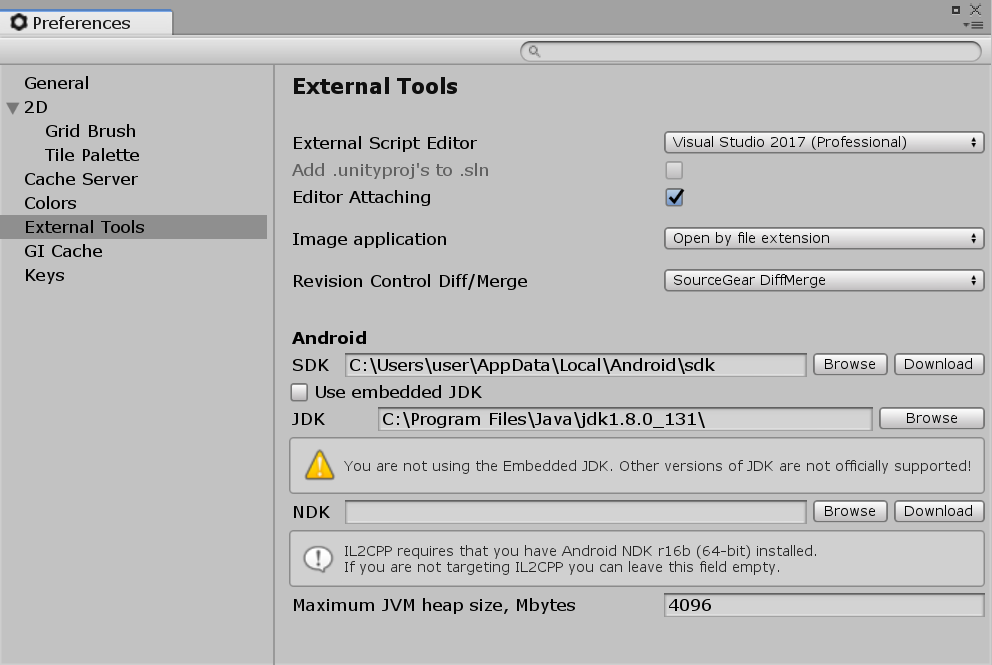 Preferences
General
2D
Grid Brush
Tile Palette
Cache Server
Colors
External Tools
GI Cache
Keys
External Tools
External Script Editor Visual Studio 2017 (Professional)
Add .unityproj's to .sln
Editor Attaching
Image application Open by file extension
Revision Control Diff/Merge SourceGear DiffMerge
Android
SDK C:\Users\user\AppData\Local\Android\sdk Browse Download
Use embedded JDK
JDK C:\Program Files\Java\jdk1.8.0_131\ Browse
You are not using the Embedded JDK. Other versions of JDK are not officially supported!
NDK Browse Download
IL2CPP requires that you have Android NDK r16b (64-bit) installed.
If you are not targeting IL2CPP you can leave this field empty.
Maximum JVM heap size, Mbytes 4096